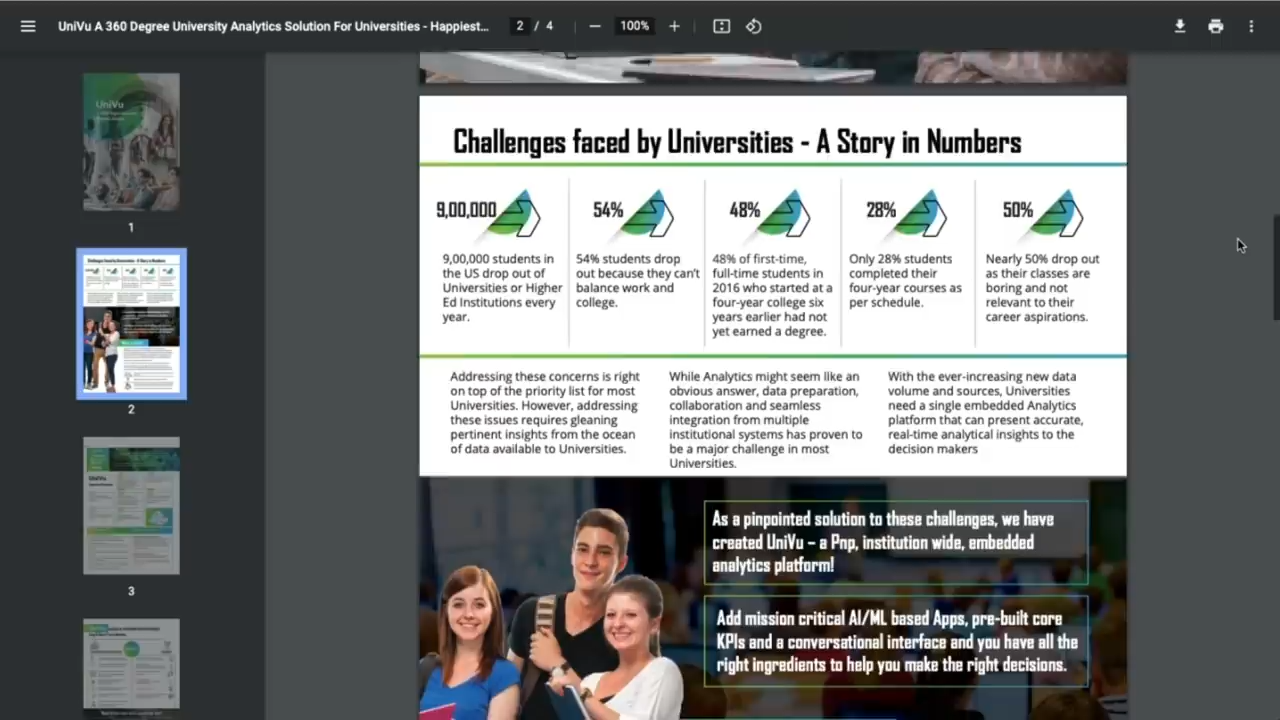 UniVu A 360 Degree University Analytics Solution For Universities - Happiest...
2 / 4
100%
UniVu
1
2
3
UniVu
Challenges faced by Universities - A Story in Numbers
9,00,000
9,00,000 students in
the US drop out of
Universities or Higher
Ed Institutions every
year.
54%
54% students drop
out because they can't
balance work and
college.
48%
48% of first-time,
full-time students in
2016 who started at a
four-year college six
years earlier had not
yet earned a degree.
28%
Only 28% students
completed their
four-year courses as
per schedule.
50%
Nearly 50% drop out
as their classes are
boring and not
relevant to their
career aspirations.
Addressing these concerns is right
on top of the priority list for most
Universities. However, addressing
these issues requires gleaning
pertinent insights from the ocean
of data available to Universities.
While Analytics might seem like an
obvious answer, data preparation,
collaboration and seamless
integration from multiple
institutional systems has proven to
be a major challenge in most
Universities.
With the ever-increasing new data
volume and sources, Universities
need a single embedded Analytics
platform that can present accurate,
real-time analytical insights to the
decision makers
As a pinpointed solution to these challenges, we have
created UniVu – a Pnp, institution wide, embedded
analytics platform!
Add mission critical AI/ML based Apps, pre-built core
KPIs and a conversational interface and you have all the
right ingredients to help you make the right decisions.